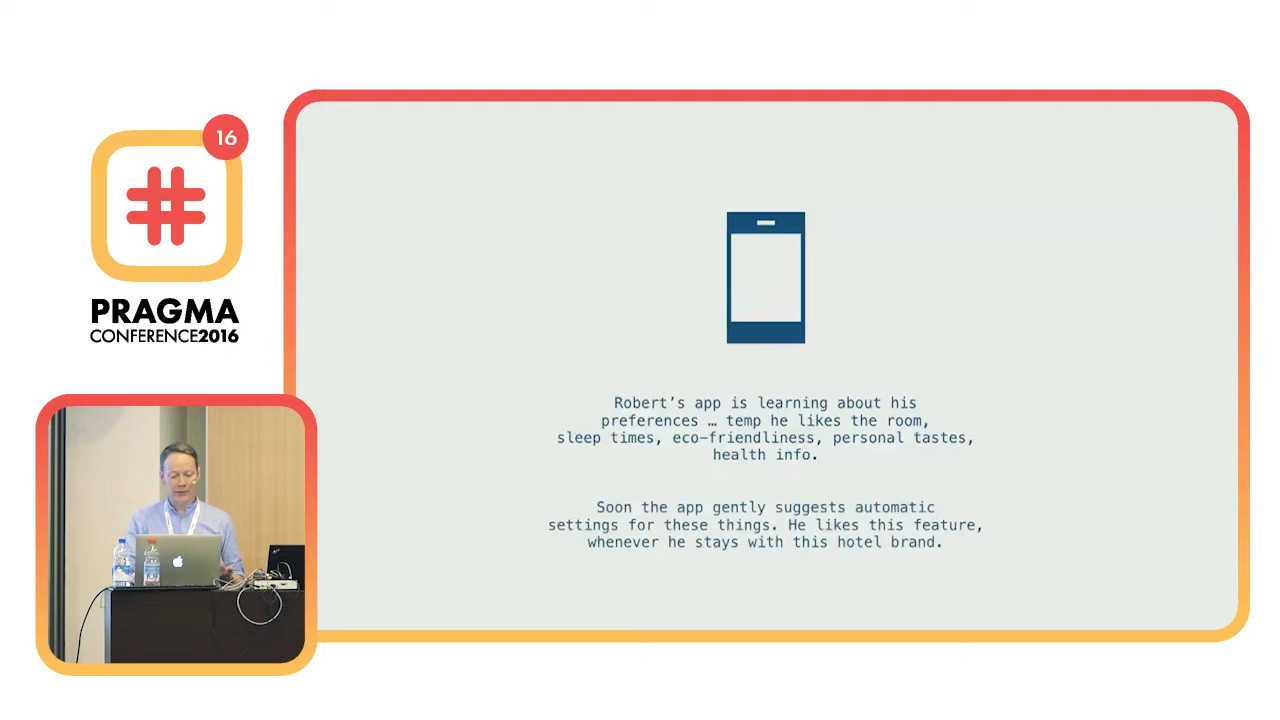 16
PRAGMA
CONFERENCE2016
Robert’s app is learning about his
preferences … temp he likes the room,
sleep times, eco-friendliness, personal tastes,
health info.
Soon the app gently suggests automatic
settings for these things. He likes this feature,
whenever he stays with this hotel brand.